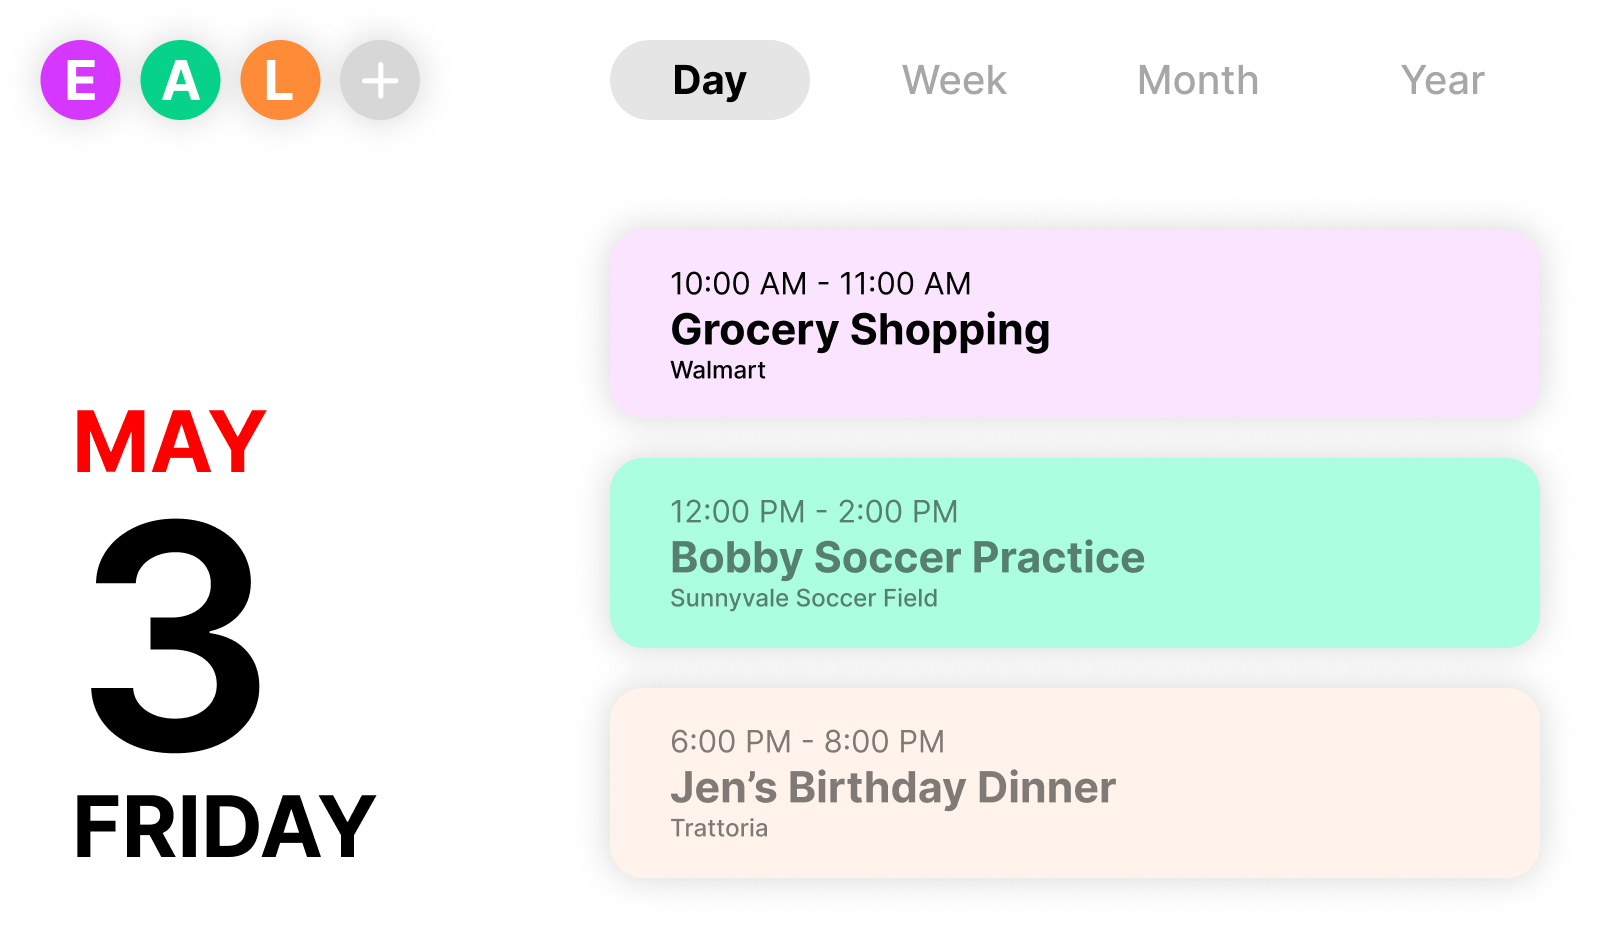 E A L +
Day Week Month Year
MAY
3
FRIDAY
10:00 AM - 11:00 AM
Grocery Shopping
Walmart
12:00 PM - 2:00 PM
Bobby Soccer Practice
Sunnyvale Soccer Field
6:00 PM - 8:00 PM
Jen’s Birthday Dinner
Trattoria